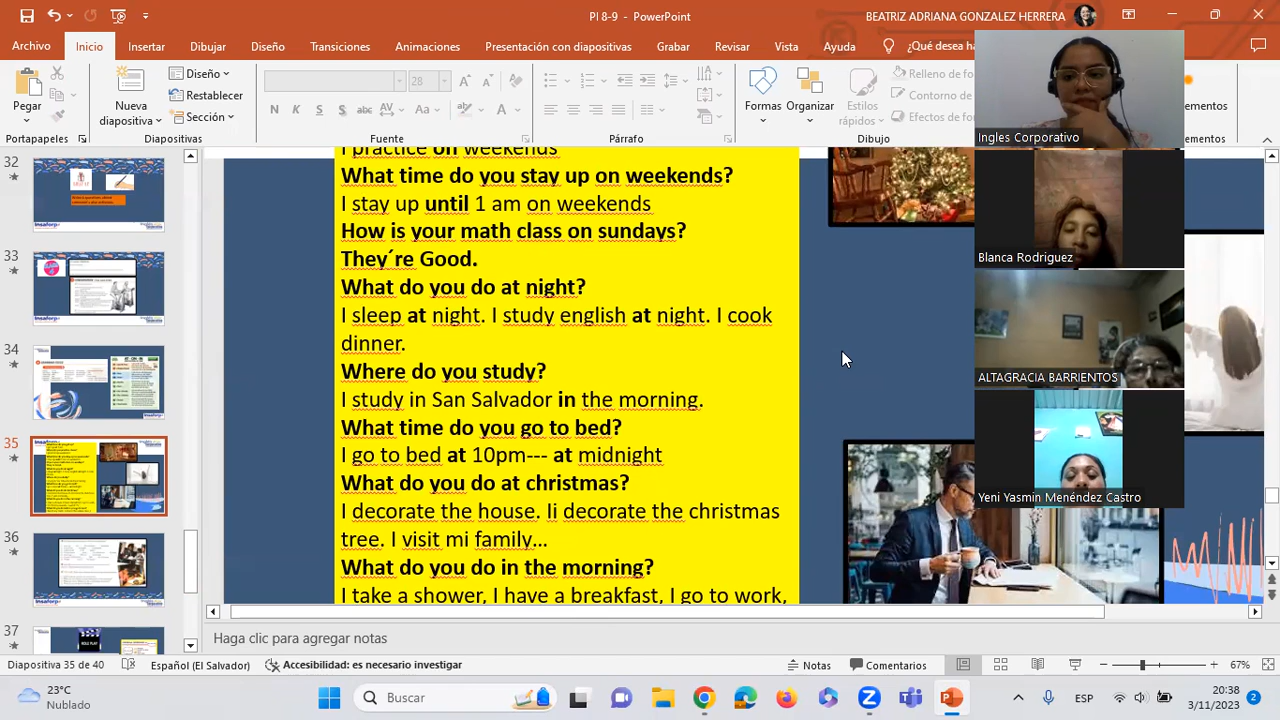 PI 8-9 - PowerPoint
BEATRIZ ADRIANA GONZALEZ HERRERA
Archivo Inicio Insertar Dibujar Diseño Transiciones Animaciones Presentación con diapositivas Grabar Revisar Vista Ayuda ¿Qué desea ha
Pegar
Nueva diapositiva
Diseño
Restablecer
Sección
28
Formas
Organizar
Estilos rápidos
Relleno de fo
Contorno de
Efectos de fo
ementos
Portapapeles
Diapositivas
Fuente
Párrafo
Dibujo
ementos
Ingles Corporativo
Blanca Rodriguez
ALTAGRACIA BARRIENTOS
Yeni Yasmin Menéndez Castro
32
33
34
35
36
37
I practice on weekends
What time do you stay up on weekends?
I stay up until 1 am on weekends
How is your math class on sundays?
They´re Good.
What do you do at night?
I sleep at night. I study english at night. I cook
dinner.
Where do you study?
I study in San Salvador in the morning.
What time do you go to bed?
I go to bed at 10pm--- at midnight
What do you do at christmas?
I decorate the house. Ii decorate the christmas
tree. I visit mi family…
What do you do in the morning?
I take a shower, I have a breakfast, I go to work,
Haga clic para agregar notas
Diapositiva 35 de 40
Español (El Salvador)
Accesibilidad: es necesario investigar
Notas
Comentarios
67%
23°C
Nublado
Buscar
ESP
20:38
3/11/2023
2